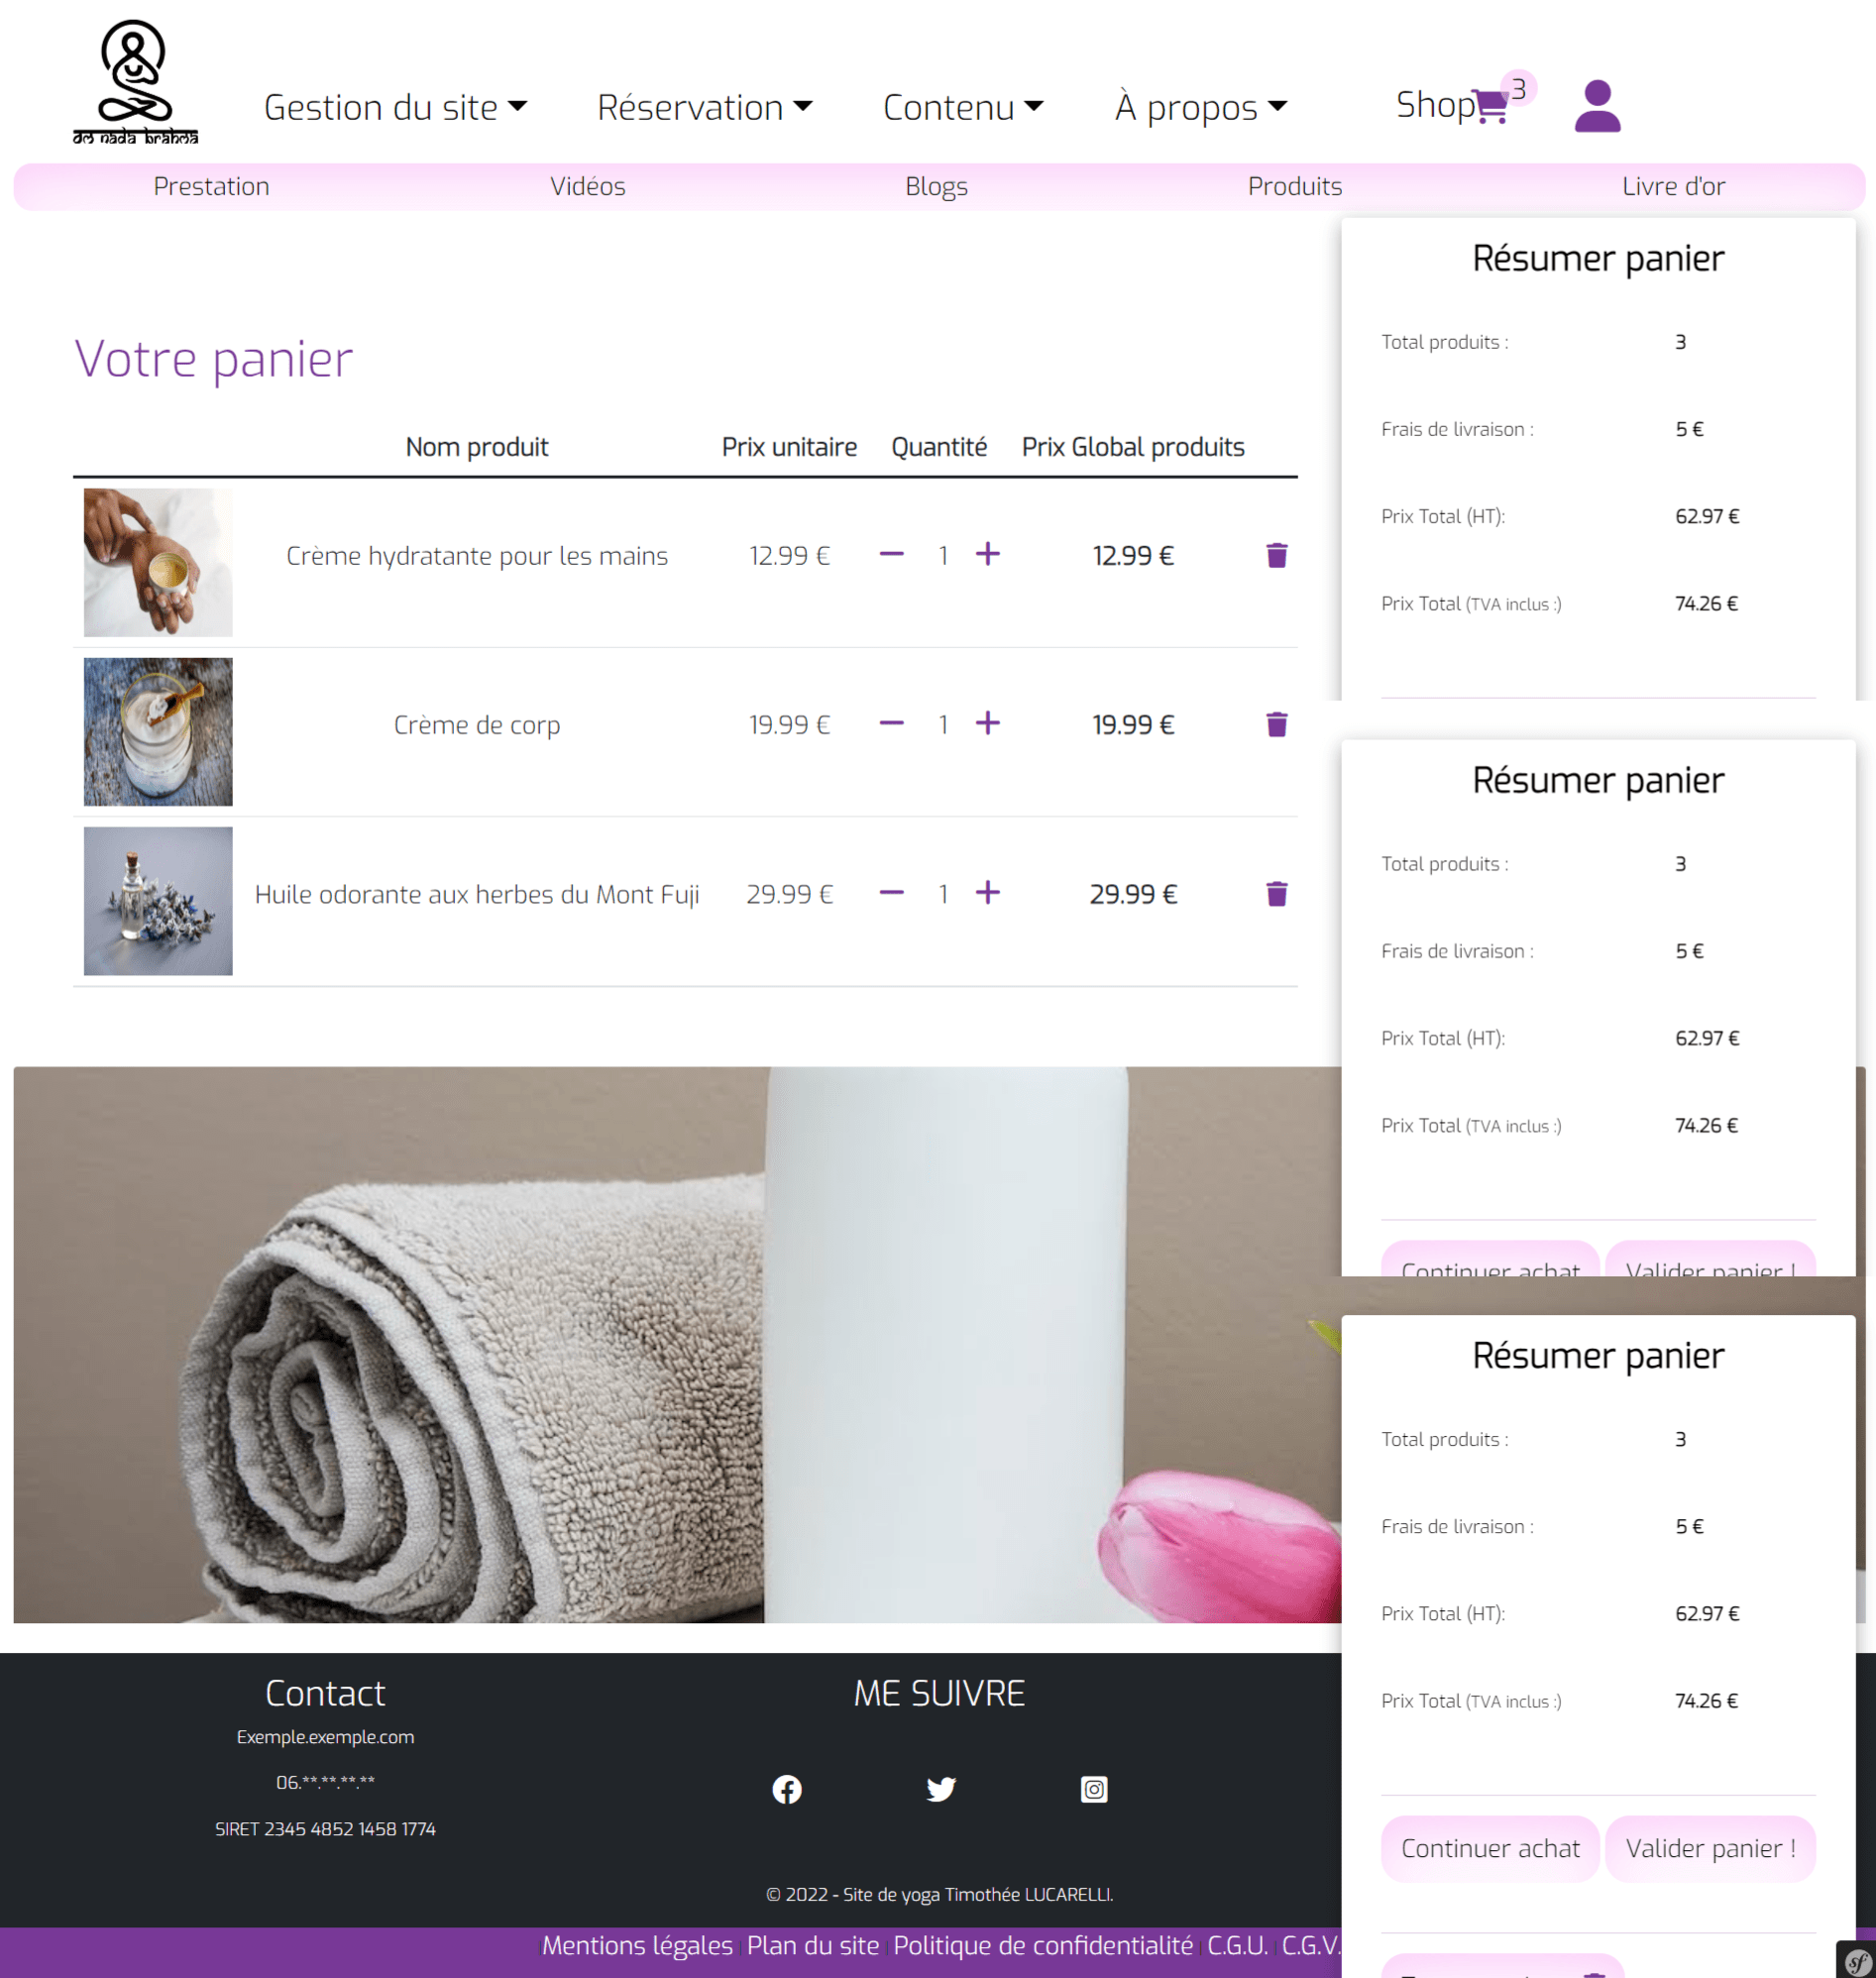 om nada brahma
Gestion du site
Réservation
Contenu
À propos
Shop
3
Prestation
Vidéos
Blogs
Produits
Livre d'or
Votre panier
Nom produit Prix unitaire Quantité Prix Global produits
Crème hydratante pour les mains 12.99 € 1 12.99 €
Crème de corp 19.99 € 1 19.99 €
Huile odorante aux herbes du Mont Fuji 29.99 € 1 29.99 €
Résumer panier
Total produits : 3
Frais de livraison : 5 €
Prix Total (HT): 62.97 €
Prix Total (TVA inclus :) 74.26 €
Résumer panier
Total produits : 3
Frais de livraison : 5 €
Prix Total (HT): 62.97 €
Prix Total (TVA inclus :) 74.26 €
Continuer achat Valider panier !
Résumer panier
Total produits : 3
Frais de livraison : 5 €
Prix Total (HT): 62.97 €
Prix Total (TVA inclus :) 74.26 €
Continuer achat Valider panier !
Contact
Exemple.exemple.com
06.**.**.**.**
SIRET 2345 4852 1458 1774
ME SUIVRE
© 2022 - Site de yoga Timothée LUCARELLI.
Mentions légales | Plan du site | Politique de confidentialité | C.G.U. | C.G.V.
sf